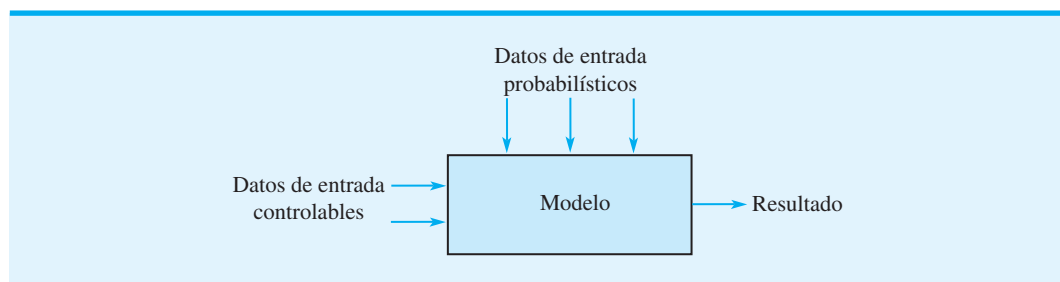 Datos de entrada
probabilísticos
Datos de entrada
controlables
Modelo
Resultado